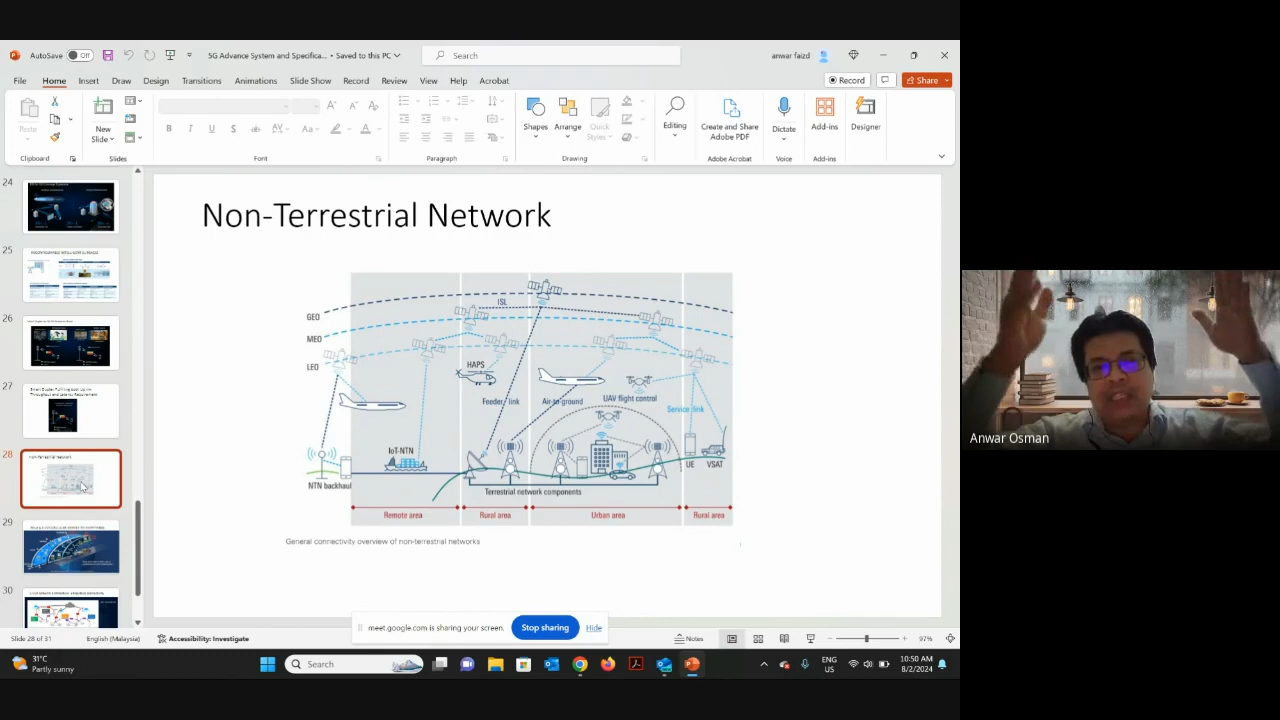 AutoSave Off 5G Advance System and Specifica... • Saved to this PC Search anwar faizd
File Home Insert Draw Design Transitions Animations Slide Show Record Review View Help Acrobat Record Share
Paste New Slide Shapes Arrange Quick Styles Editing Create and Share Adobe PDF Dictate Add-ins Designer
Clipboard Slides Font Paragraph Drawing Adobe Acrobat Voice Add-ins
24
25
26
27
28
29
30
Non-Terrestrial Network
GEO
MEO
LEO
ISL
HAPS
Feeder link
Air-to ground
UAV flight control
Service link
IoT-NTN
NTN backhaul
UE
VSAT
Terrestrial network components
Remote area
Rural area
Urban area
Rural area
General connectivity overview of non-terrestrial networks
Anwar Osman
meet.google.com is sharing your screen. Stop sharing Hide
Slide 28 of 31 English (Malaysia) Accessibility: Investigate Notes 97%
31°C
Partly sunny
Search
ENG
US
10:50 AM
8/2/2024